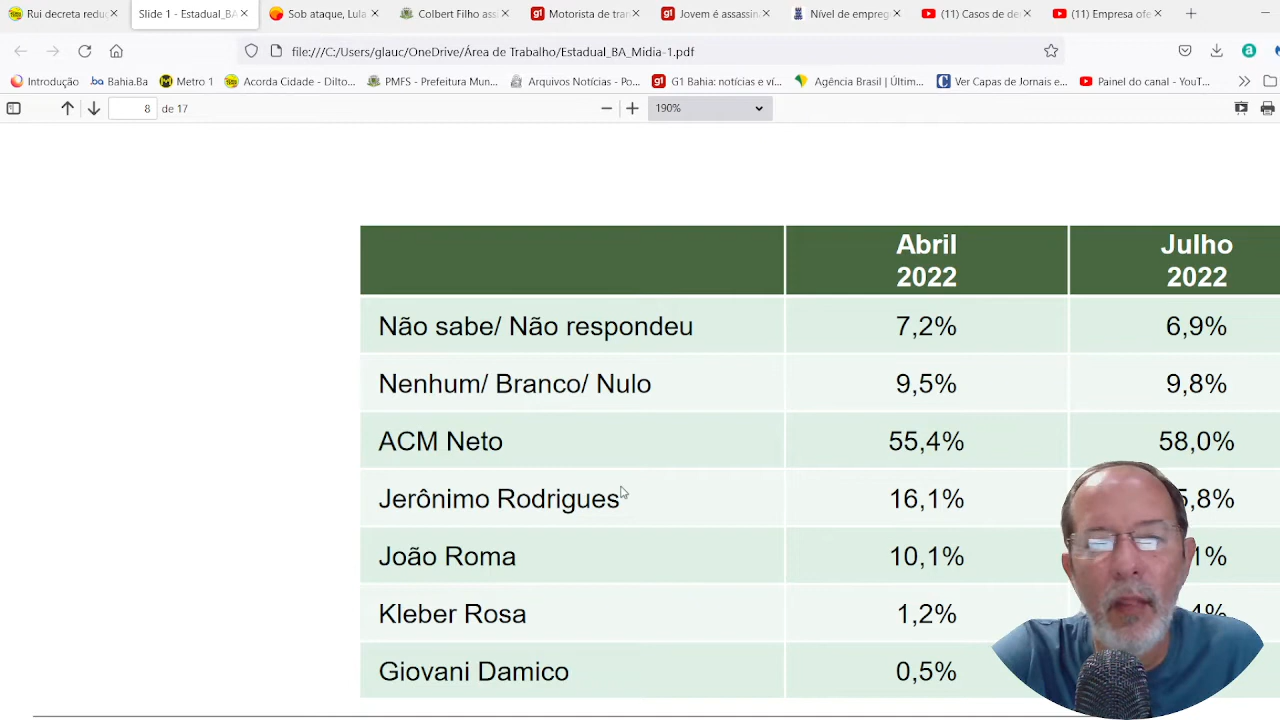 Rui decreta redu
Slide 1 - Estadual_BA
Sob ataque, Lula
Colbert Filho ass
Motorista de tran
Jovem é assassin
Nível de empreg
(11) Casos de de
(11) Empresa ofe
file:///C:/Users/glauc/OneDrive/Área de Trabalho/Estadual_BA_Midia-1.pdf
Introdução
Bahia.Ba
Metro 1
Acorda Cidade - Dilto...
PMFS - Prefeitura Mun...
Arquivos Notícias - Po...
G1 Bahia: notícias e ví...
Agência Brasil | Últim...
Ver Capas de Jornais e...
Painel do canal - YouT...
8 de 17
190%
Abril 2022
Julho 2022
Não sabe/ Não respondeu 7,2% 6,9%
Nenhum/ Branco/ Nulo 9,5% 9,8%
ACM Neto 55,4% 58,0%
Jerônimo Rodrigues 16,1% 5,8%
João Roma 10,1% 1%
Kleber Rosa 1,2% 4%
Giovani Damico 0,5%